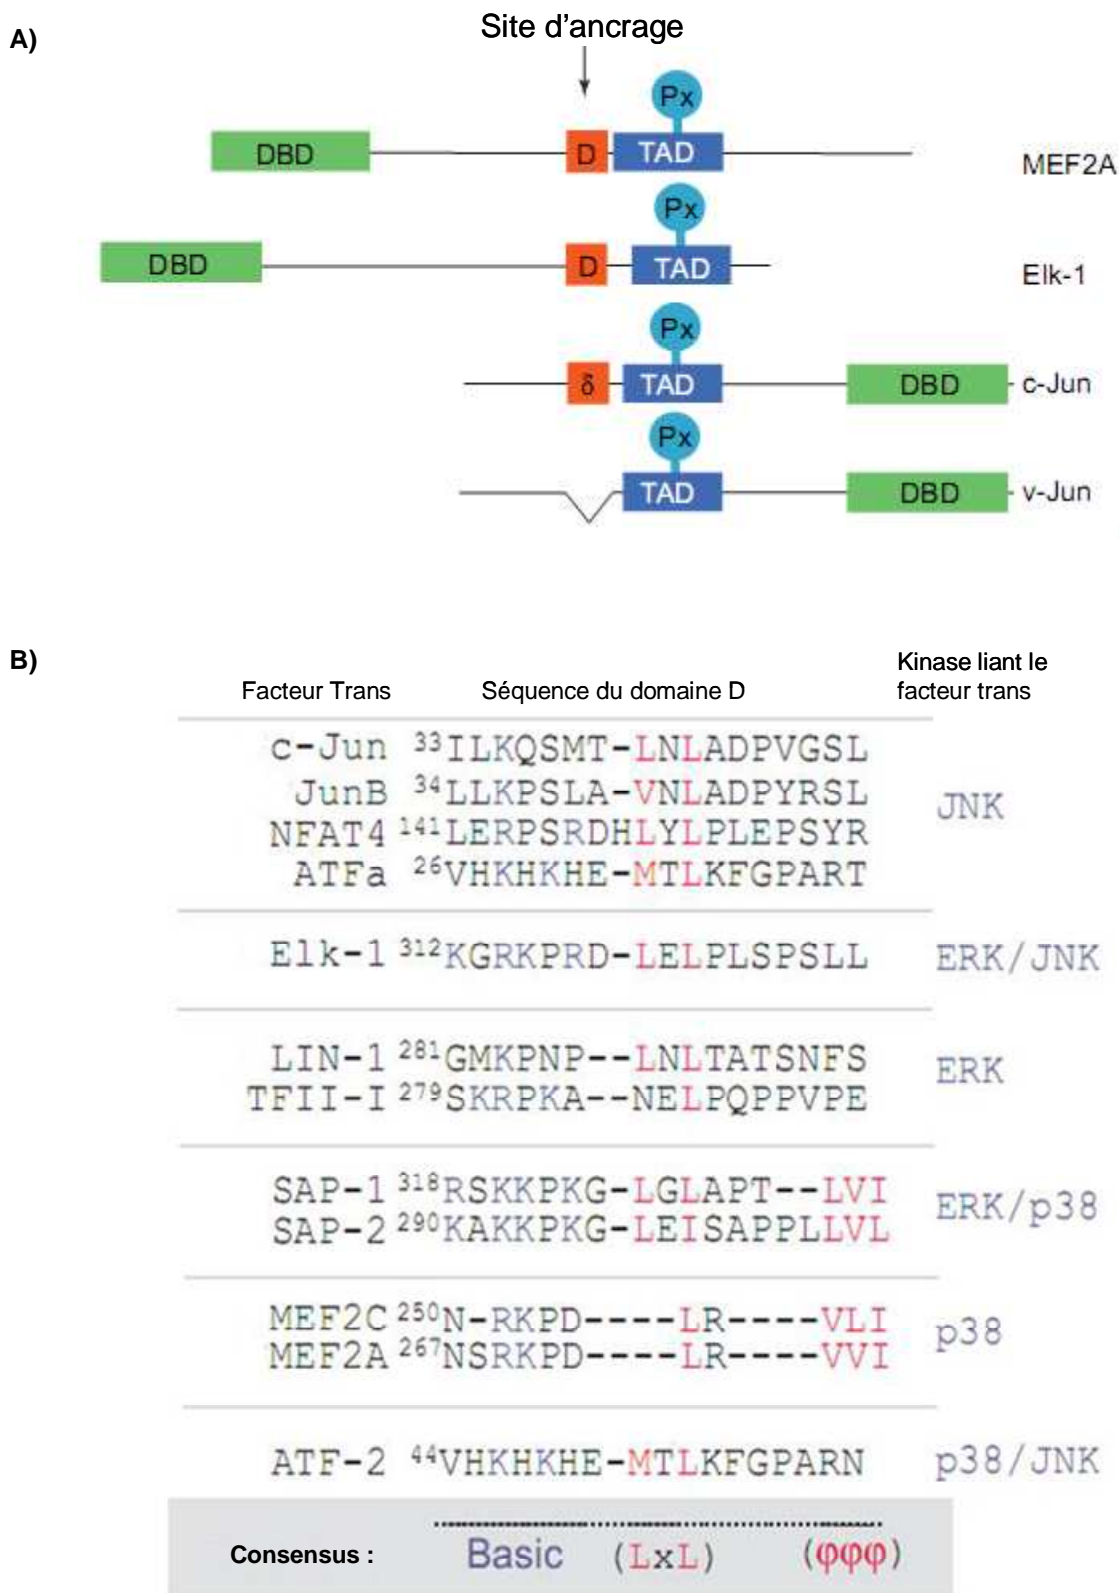 A)
Site d’ancrage
Px
DBD D TAD MEF2A
Px
DBD D TAD Elk-1
Px
δ TAD DBD c-Jun
Px
TAD DBD v-Jun
B)
Kinase liant le
Facteur Trans Séquence du domaine D facteur trans
c-Jun 33ILKQSMT-LNLADPVGSL
JunB 34LLKPSLA-VNLADPYRSL
JNK
NFAT4 141LERPSRDHLYLPLEPSYR
ATFa 26VHKHKHE-MTLKFGPART
Elk-1 312KGRKPRD-LELPLSPSLL ERK/JNK
LIN-1 281GMKPNP--LNLTATSNFS
ERK
TFII-I 279SKRPKA--NELPQPPVPE
SAP-1 318RSKKPKG-LGLAPT--LVI
ERK/p38
SAP-2 290KAKKPKG-LEISAPPLLVL
MEF2C 250N-RKPD----LR----VLI
p38
MEF2A 267NSRKPD----LR----VVI
ATF-2 44VHKHKHE-MTLKFGPARN p38/JNK
Consensus : Basic (LxL) (φφφ)